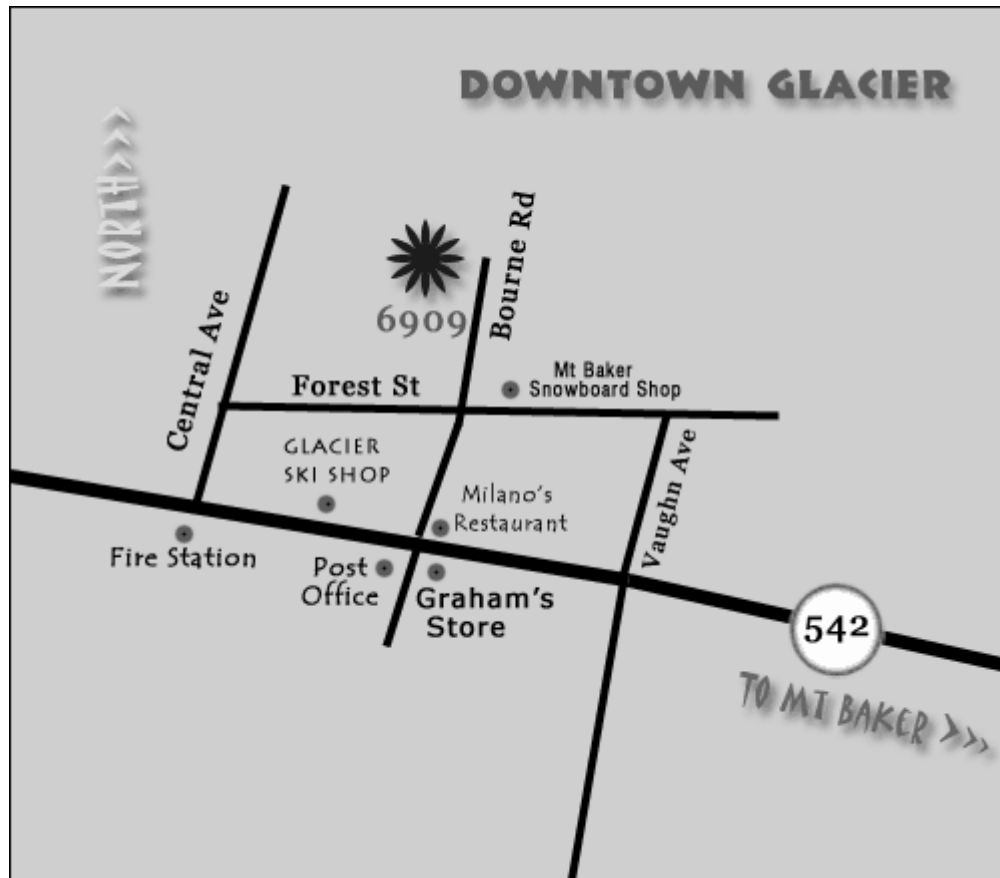 DOWNTOWN GLACIER
NORTH>>>
Bourne Rd
6909
Central Ave
Forest St
Mt Baker
Snowboard Shop
GLACIER
SKI SHOP
Vaughn Ave
Milano's
Restaurant
Fire Station
Post
Office
Graham's
Store
542
TO MT BAKER >>>